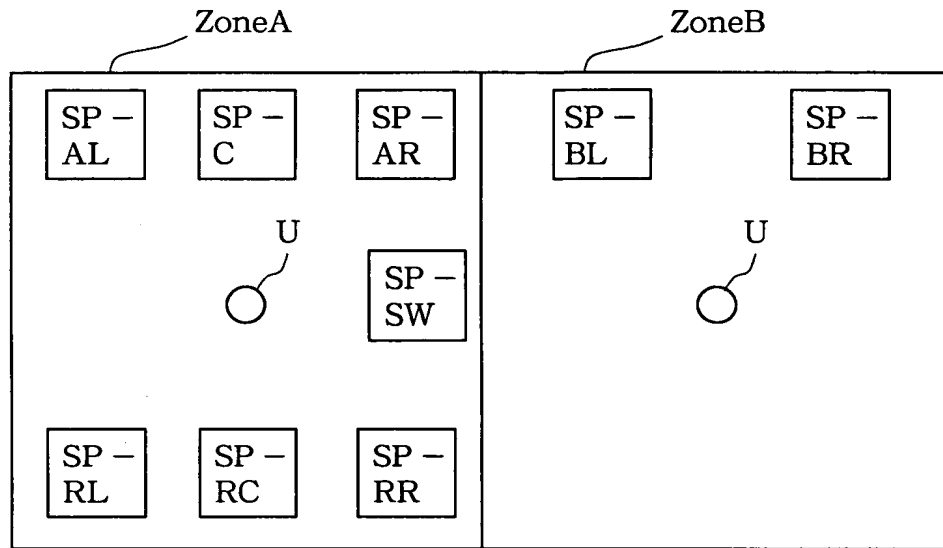 ZoneA
ZoneB
SP-
AL
SP-
C
SP-
AR
SP-
BL
SP-
BR
U
U
SP-
SW
SP-
RL
SP-
RC
SP-
RR